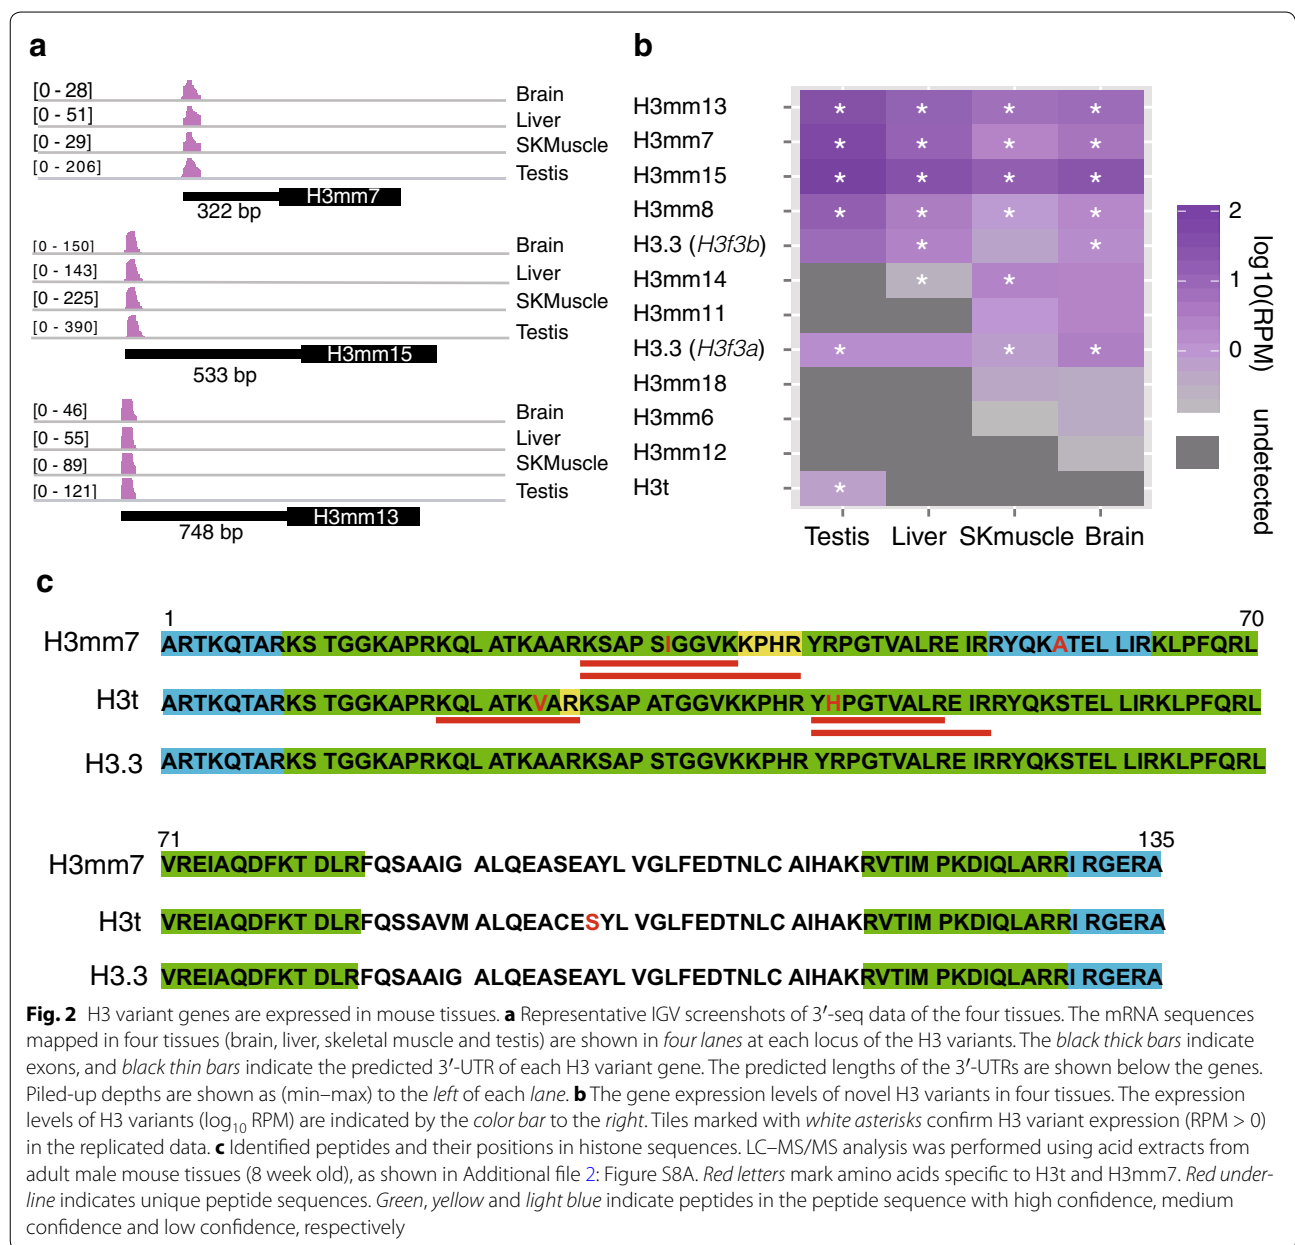 a
[0 - 28] Brain
[0 - 51] Liver
[0 - 29] SKMuscle
[0 - 206] Testis
H3mm7
322 bp
[0 - 150] Brain
[0 - 143] Liver
[0 - 225] SKMuscle
[0 - 390] Testis
H3mm15
533 bp
[0 - 46] Brain
[0 - 55] Liver
[0 - 89] SKMuscle
[0 - 121] Testis
H3mm13
748 bp
b
H3mm13 * * * *
H3mm7 * * * *
H3mm15 * * * *
H3mm8 * * * *
H3.3 (H3f3b) * *
H3mm14 * *
H3mm11
H3.3 (H3f3a) * * *
H3mm18
H3mm6
H3mm12
H3t *
Testis Liver SKmuscle Brain
2
1
0
log10(RPM)
undetected
c
1 70
H3mm7 ARTKQTARKS TGGKAPRKQL ATKAARKSAP SIGGVKKPHR YRPGTVALRE IRRYQKATEL LIRKLPFQRL
H3t ARTKQTARKS TGGKAPRKQL ATKVARKSAP ATGGVKKPHR YHPGTVALRE IRRYQKSTEL LIRKLPFQRL
H3.3 ARTKQTARKS TGGKAPRKQL ATKAARKSAP STGGVKKPHR YRPGTVALRE IRRYQKSTEL LIRKLPFQRL
71 135
H3mm7 VREIAQDFKT DLRFQSAAIG ALQEASEAYL VGLFEDTNLC AIHAKRVTIM PKDIQLARRI RGERA
H3t VREIAQDFKT DLRFQSSAVM ALQEACESYL VGLFEDTNLC AIHAKRVTIM PKDIQLARRI RGERA
H3.3 VREIAQDFKT DLRFQSAAIG ALQEASEAYL VGLFEDTNLC AIHAKRVTIM PKDIQLARRI RGERA
Fig. 2 H3 variant genes are expressed in mouse tissues. a Representative IGV screenshots of 3′-seq data of the four tissues. The mRNA sequences
mapped in four tissues (brain, liver, skeletal muscle and testis) are shown in four lanes at each locus of the H3 variants. The black thick bars indicate
exons, and black thin bars indicate the predicted 3′-UTR of each H3 variant gene. The predicted lengths of the 3′-UTRs are shown below the genes.
Piled-up depths are shown as (min–max) to the left of each lane. b The gene expression levels of novel H3 variants in four tissues. The expression
levels of H3 variants (log10 RPM) are indicated by the color bar to the right. Tiles marked with white asterisks confirm H3 variant expression (RPM > 0)
in the replicated data. c Identified peptides and their positions in histone sequences. LC–MS/MS analysis was performed using acid extracts from
adult male mouse tissues (8 week old), as shown in Additional file 2: Figure S8A. Red letters mark amino acids specific to H3t and H3mm7. Red under-
line indicates unique peptide sequences. Green, yellow and light blue indicate peptides in the peptide sequence with high confidence, medium
confidence and low confidence, respectively